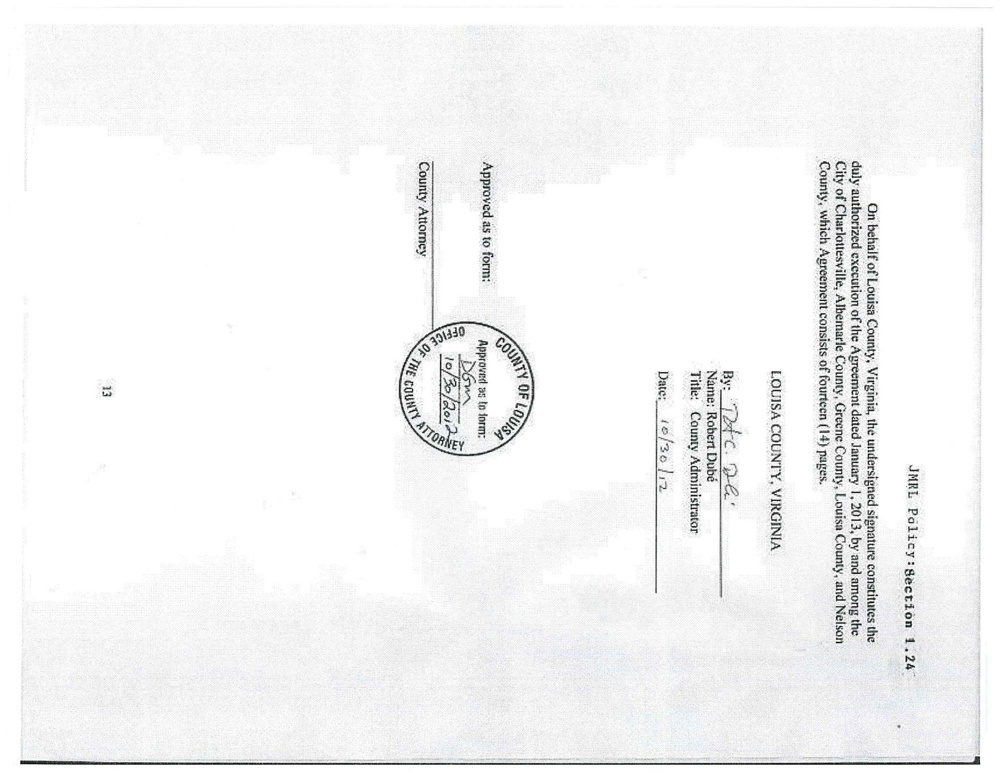 JMRL Policy:Section 1.24
On behalf of Louisa County, Virginia, the undersigned signature constitutes the
duly authorized execution of the Agreement dated January 1, 2013, by and among the
City of Charlottesville, Albemarle County, Greene County, Louisa County, and Nelson
County, which Agreement consists of fourteen (14) pages.
LOUISA COUNTY, VIRGINIA
By:
Name: Robert Dubé
Title: County Administrator
Date: 10/30/12
Approved as to form:
County Attorney
COUNTY OF LOUISA
Approved as to form:
10/30/2012
OFFICE OF THE COUNTY ATTORNEY
13